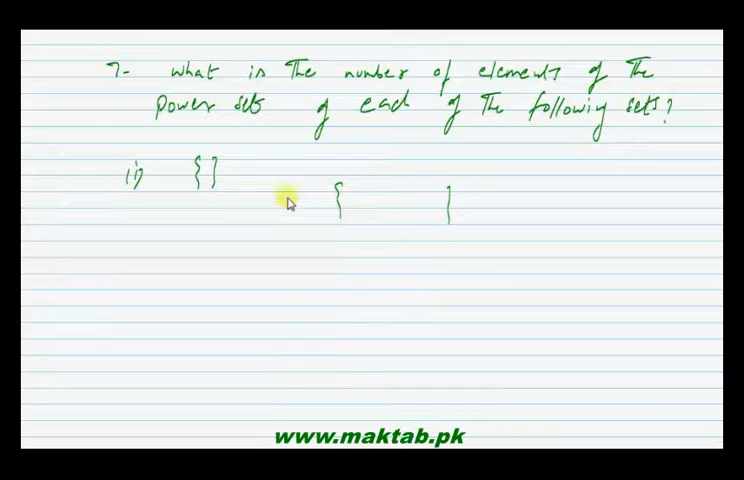 7- what is the number of elements of the
power sets of each of the following sets?
(i) { }
{ }
www.maktab.pk